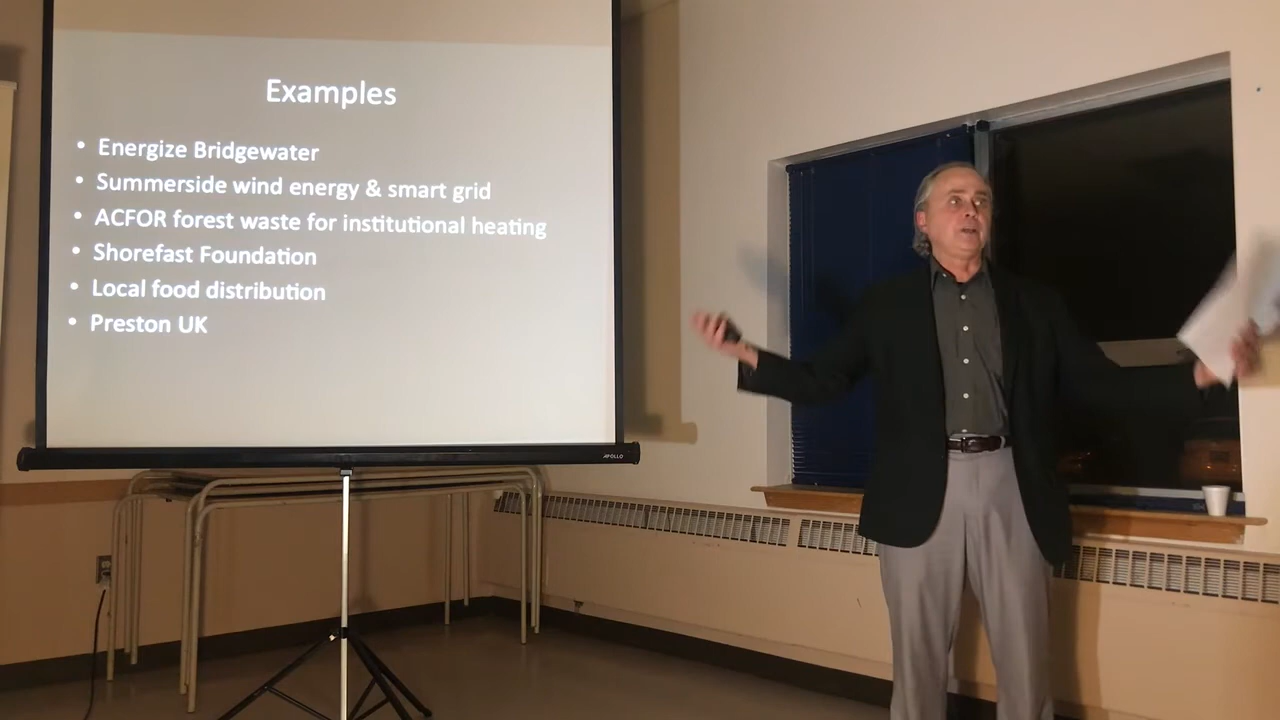 Examples
• Energize Bridgewater
• Summerside wind energy & smart grid
• ACFOR forest waste for institutional heating
• Shorefast Foundation
• Local food distribution
• Preston UK
APOLLO